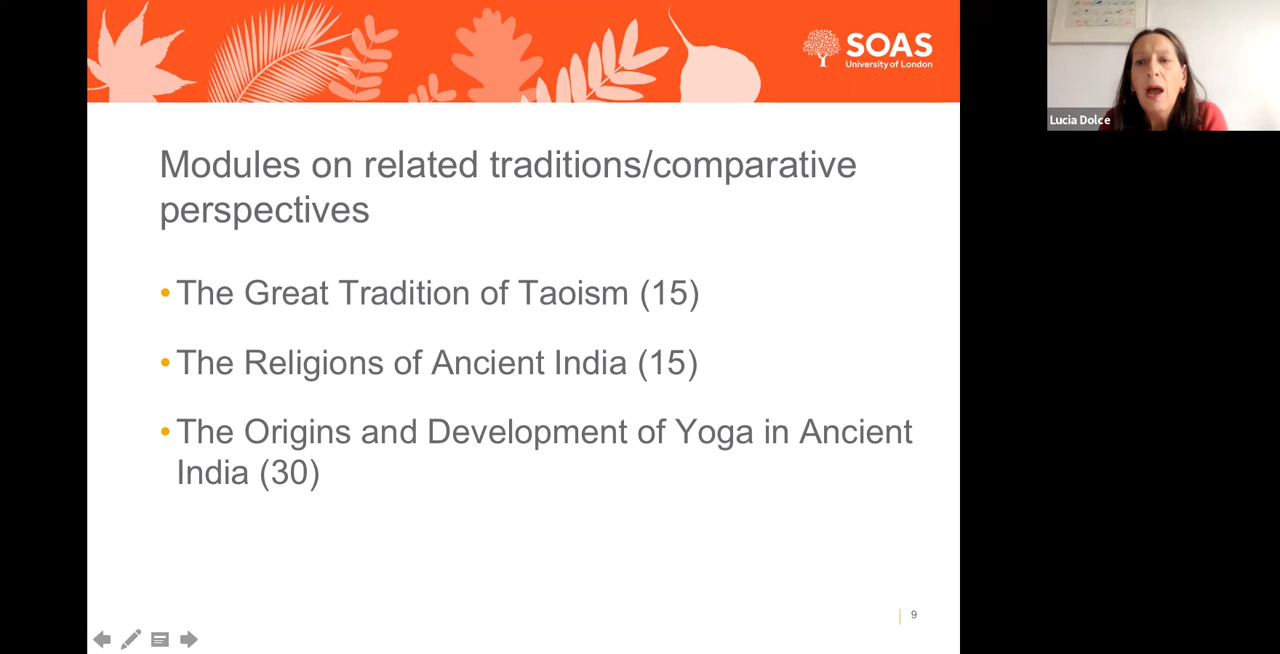 SOAS
University of London
Lucia Dolce
Modules on related traditions/comparative
perspectives
• The Great Tradition of Taoism (15)
• The Religions of Ancient India (15)
• The Origins and Development of Yoga in Ancient
India (30)
9